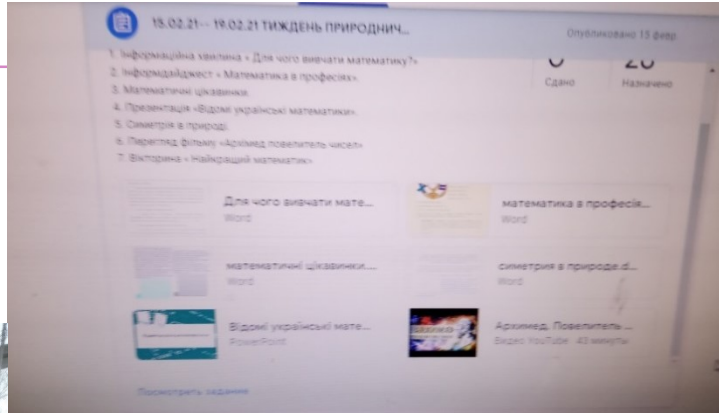 15.02.21-- 19.02.21 ТИЖДЕНЬ ПРИРОДНИЧ...
Опубликовано 15 февр.
1. Інформаційна хвилина « Для чого вивчати математику?»
2. Інформдайджест « Математика в професіях».
3. Математичні цікавинки.
4. Презентація «Відомі українські математики».
5. Симетрія в природі.
6. Перегляд фільму «Архімед повелитель чисел»
7. Вікторина « Найкращий математик»
0
20
Сдано
Назначено
Для чого вивчати мате...
Word
математика в професія...
Word
математичні цікавинки....
Word
симетрия в природе.d...
Word
Відомі українські мате...
PowerPoint
Архимед. Повелитель ...
Видео YouTube 43 минуты
Посмотреть задание